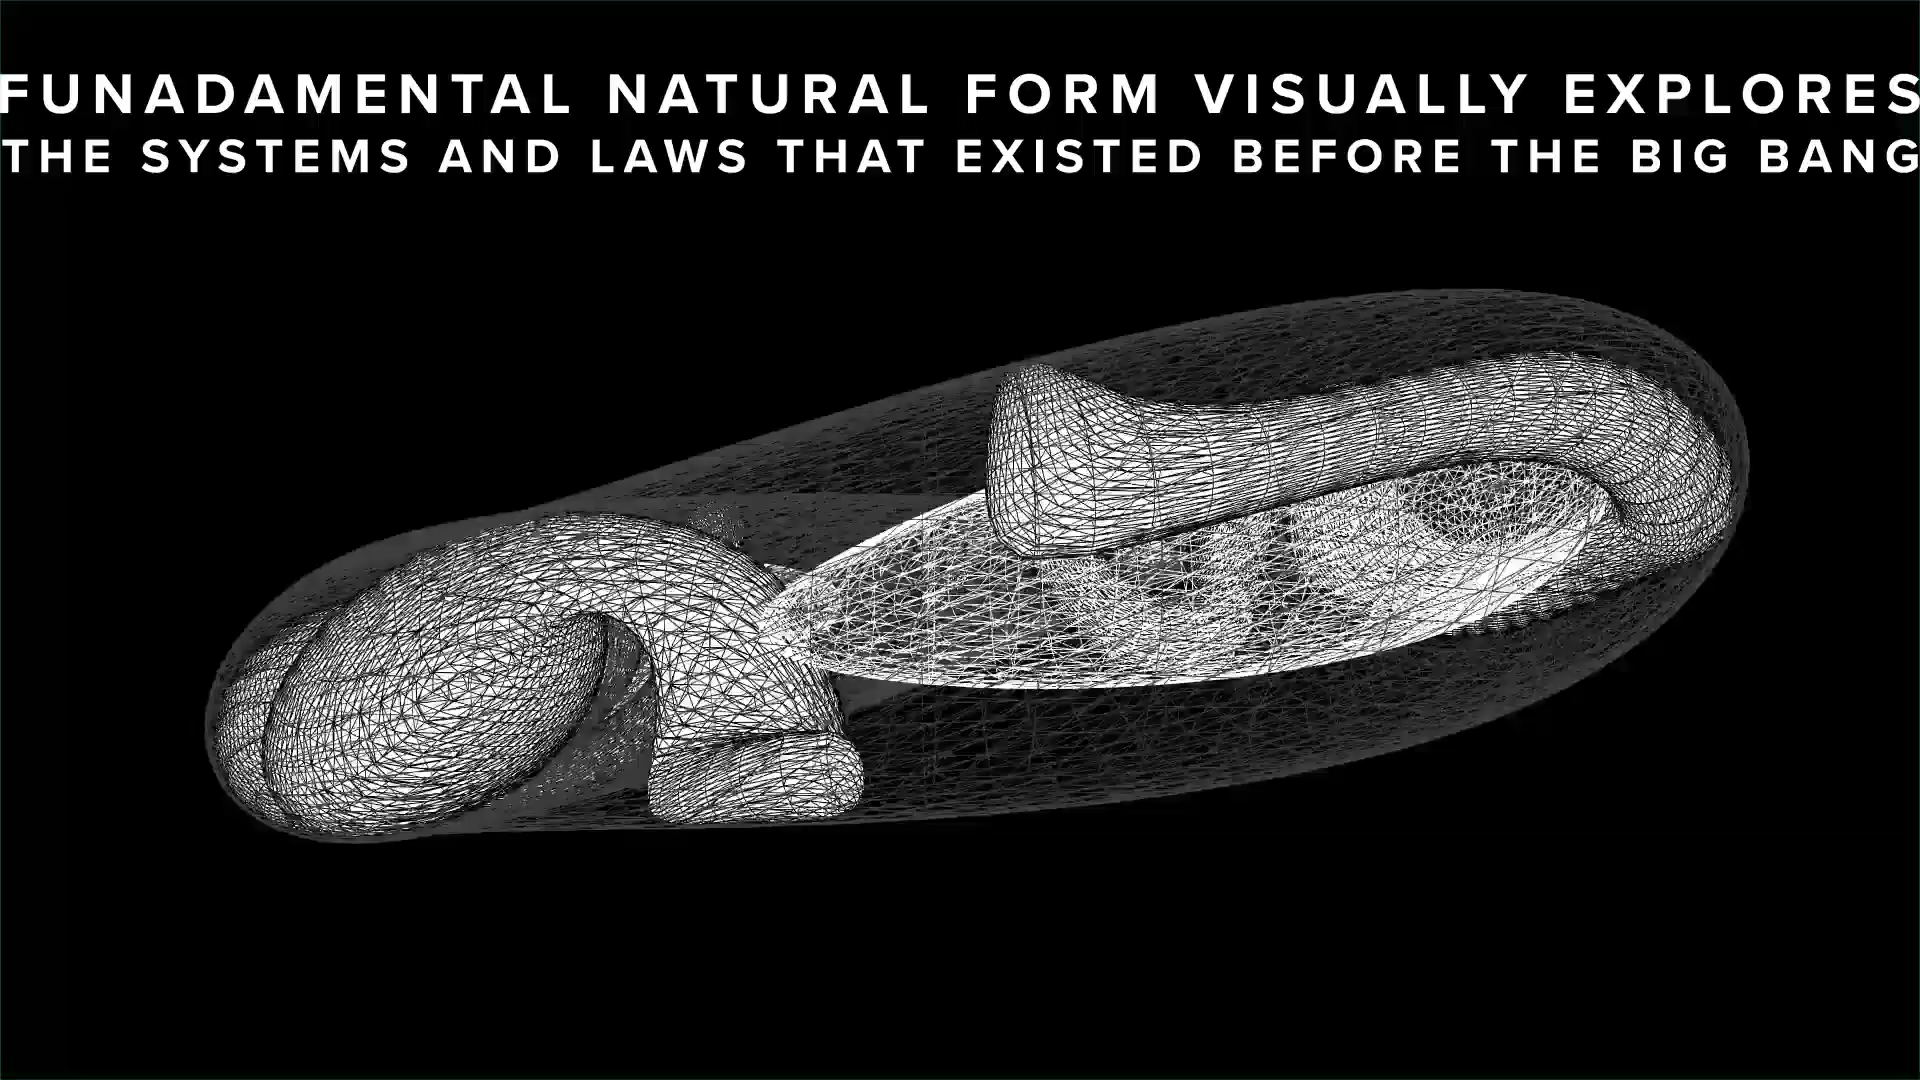 FUNADAMENTAL NATURAL FORM VISUALLY EXPLORES
THE SYSTEMS AND LAWS THAT EXISTED BEFORE THE BIG BANG